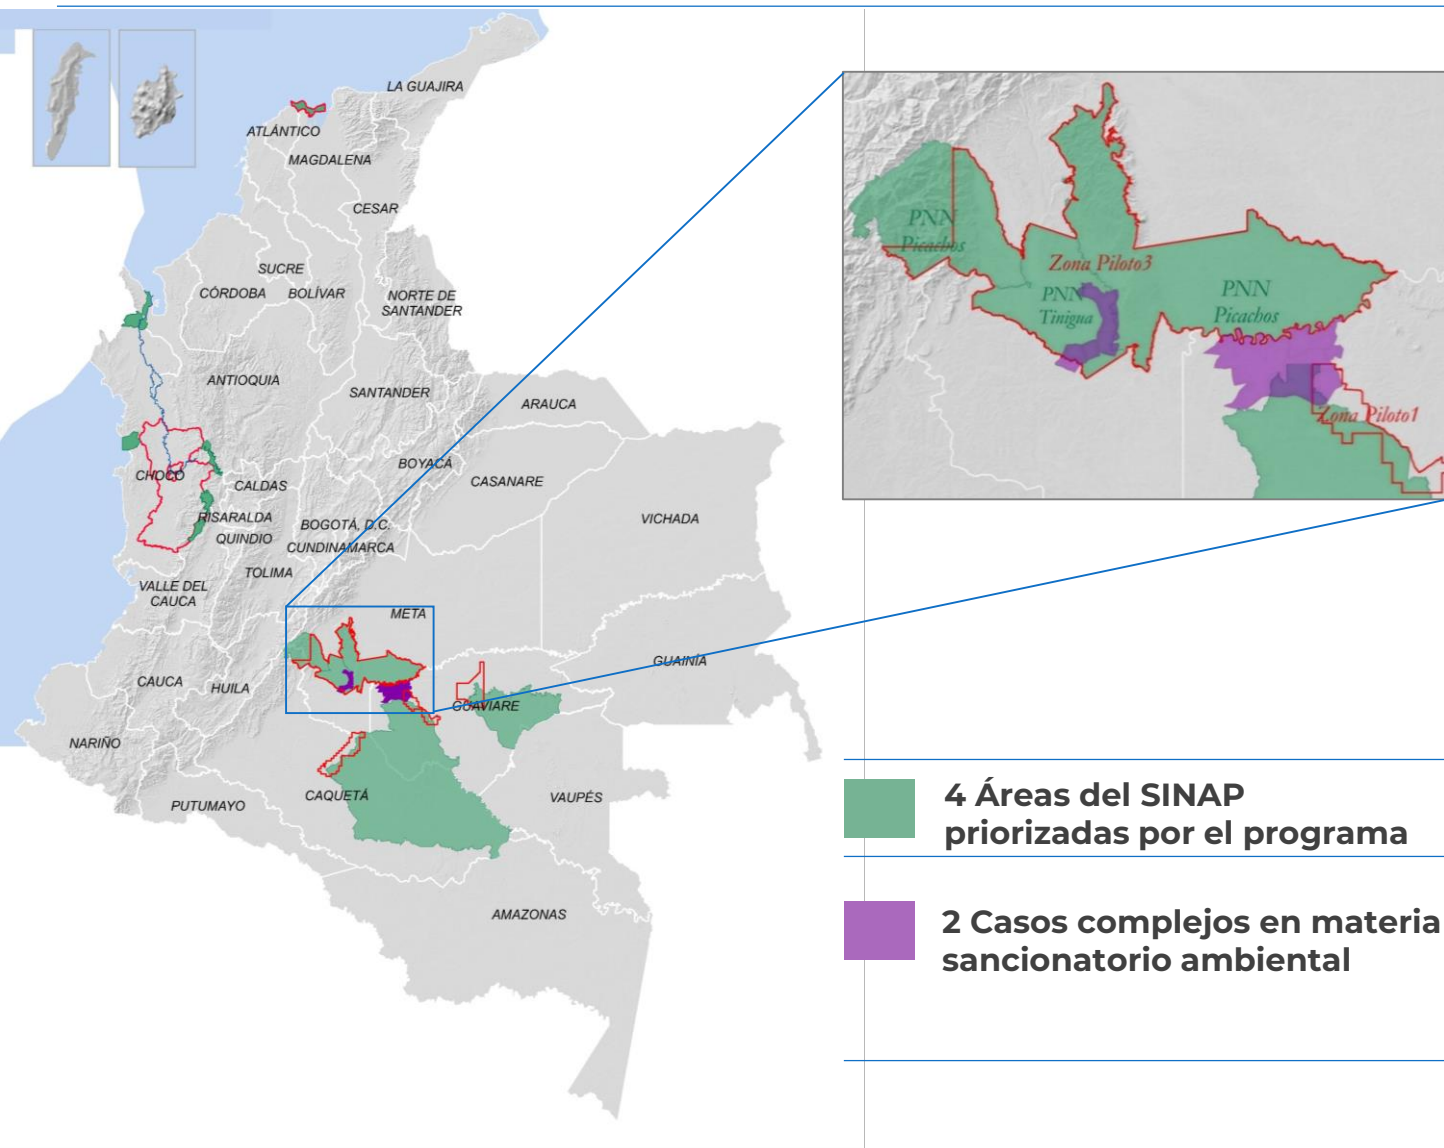 LA GUAJIRA
ATLÁNTICO
MAGDALENA
CESAR
SUCRE
CÓRDOBA
BOLÍVAR
NORTE DE
SANTANDER
ANTIOQUIA
SANTANDER
ARAUCA
BOYACÁ
CASANARE
CHOCÓ
CALDAS
VICHADA
RISARALDA
BOGOTÁ, D.C.
QUINDIO
CUNDINAMARCA
TOLIMA
VALLE DEL
CAUCA
META
GUAINÍA
CAUCA
HUILA
GUAVIARE
NARIÑO
CAQUETÁ
VAUPÉS
PUTUMAYO
AMAZONAS
PNN
Picachos
Zona Piloto3
PNN
Tinigua
PNN
Picachos
Zona Piloto1
4 Áreas del SINAP
priorizadas por el programa
2 Casos complejos en materia
sancionatorio ambiental